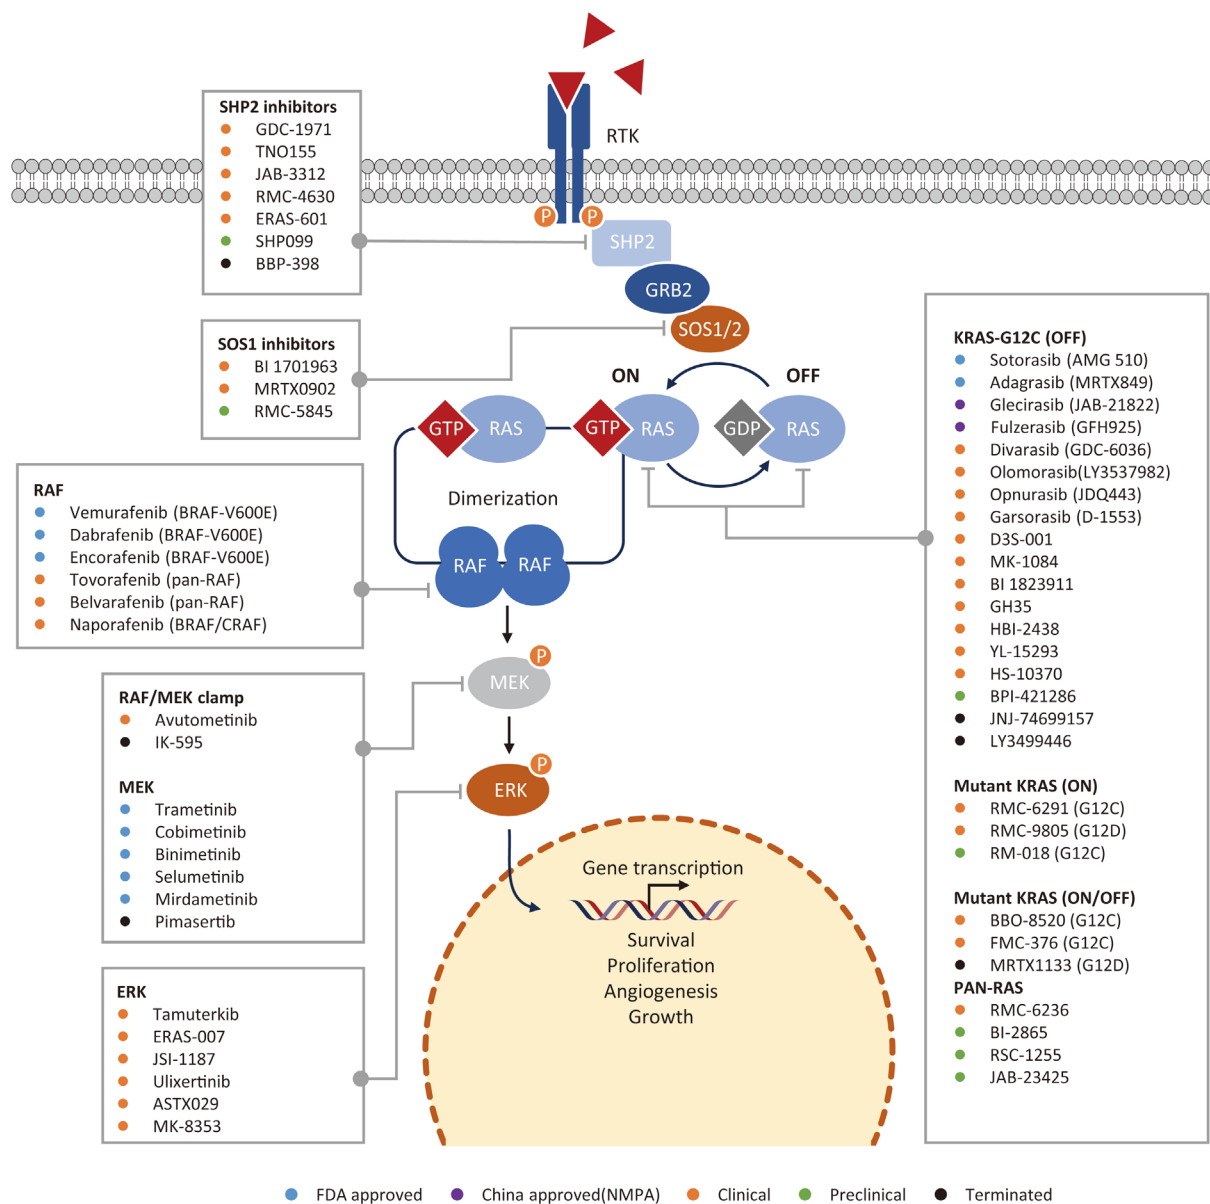 RTK
P
P
SHP2
GRB2
SOS1/2
SHP2 inhibitors
GDC-1971
TNO155
JAB-3312
RMC-4630
ERAS-601
SHP099
BBP-398
SOS1 inhibitors
BI 1701963
MRTX0902
RMC-5845
ON
OFF
GTP
RAS
GTP
RAS
GDP
RAS
Dimerization
RAF
RAF
RAF
Vemurafenib (BRAF-V600E)
Dabrafenib (BRAF-V600E)
Encorafenib (BRAF-V600E)
Tovorafenib (pan-RAF)
Belvarafenib (pan-RAF)
Naporafenib (BRAF/CRAF)
P
MEK
RAF/MEK clamp
Avutometinib
IK-595
MEK
Trametinib
Cobimetinib
Binimetinib
Selumetinib
Mirdametinib
Pimasertib
P
ERK
ERK
Tamuterkib
ERAS-007
JSI-1187
Ulixertinib
ASTX029
MK-8353
Gene transcription
Survival
Proliferation
Angiogenesis
Growth
KRAS-G12C (OFF)
Sotorasib (AMG 510)
Adagrasib (MRTX849)
Glecirasib (JAB-21822)
Fulzerasib (GFH925)
Divarasib (GDC-6036)
Olomorasib(LY3537982)
Opnurasib (JDQ443)
Garsorasib (D-1553)
D3S-001
MK-1084
BI 1823911
GH35
HBI-2438
YL-15293
HS-10370
BPI-421286
JNJ-74699157
LY3499446
Mutant KRAS (ON)
RMC-6291 (G12C)
RMC-9805 (G12D)
RM-018 (G12C)
Mutant KRAS (ON/OFF)
BBO-8520 (G12C)
FMC-376 (G12C)
MRTX1133 (G12D)
PAN-RAS
RMC-6236
BI-2865
RSC-1255
JAB-23425
FDA approved
China approved(NMPA)
Clinical
Preclinical
Terminated